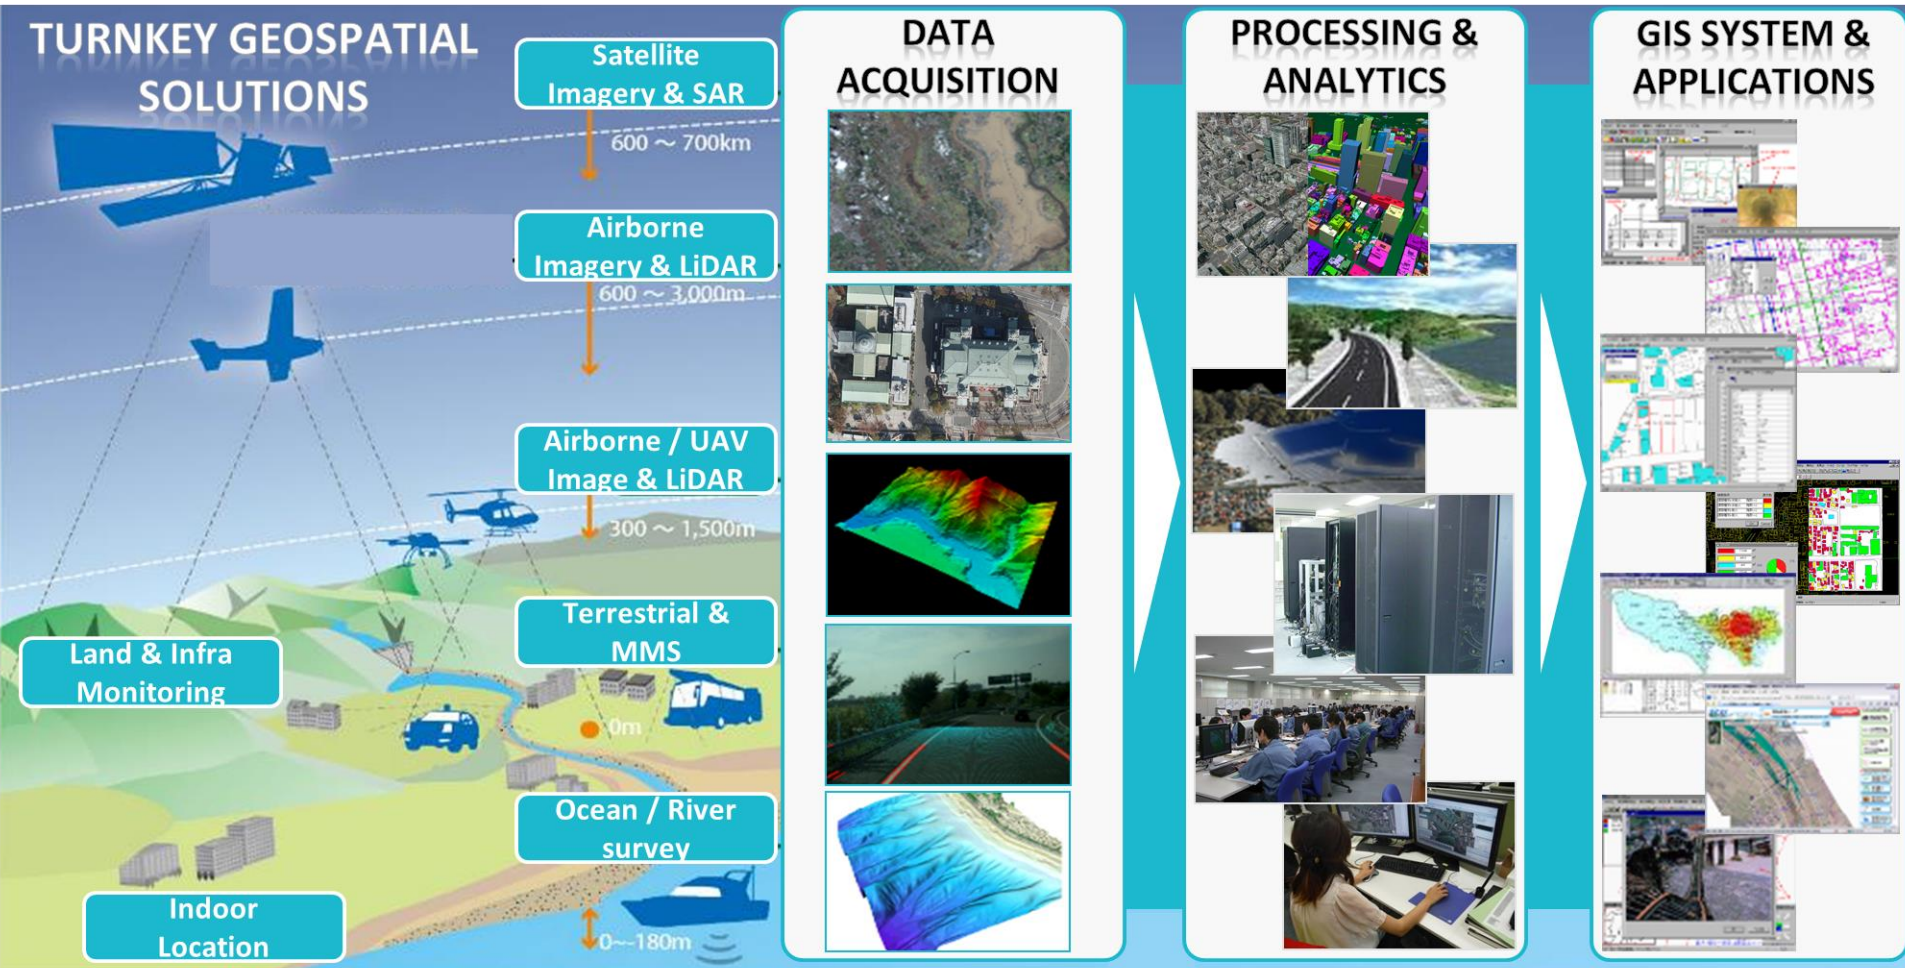 TURNKEY GEOSPATIAL
SOLUTIONS
Satellite
Imagery & SAR
600 ～ 700km
Airborne
Imagery & LiDAR
600 ～ 3,000m
Airborne / UAV
Image & LiDAR
300 ～ 1,500m
Terrestrial &
MMS
0m
Land & Infra
Monitoring
Ocean / River
survey
0～-180m
Indoor
Location
DATA
ACQUISITION
PROCESSING &
ANALYTICS
GIS SYSTEM &
APPLICATIONS